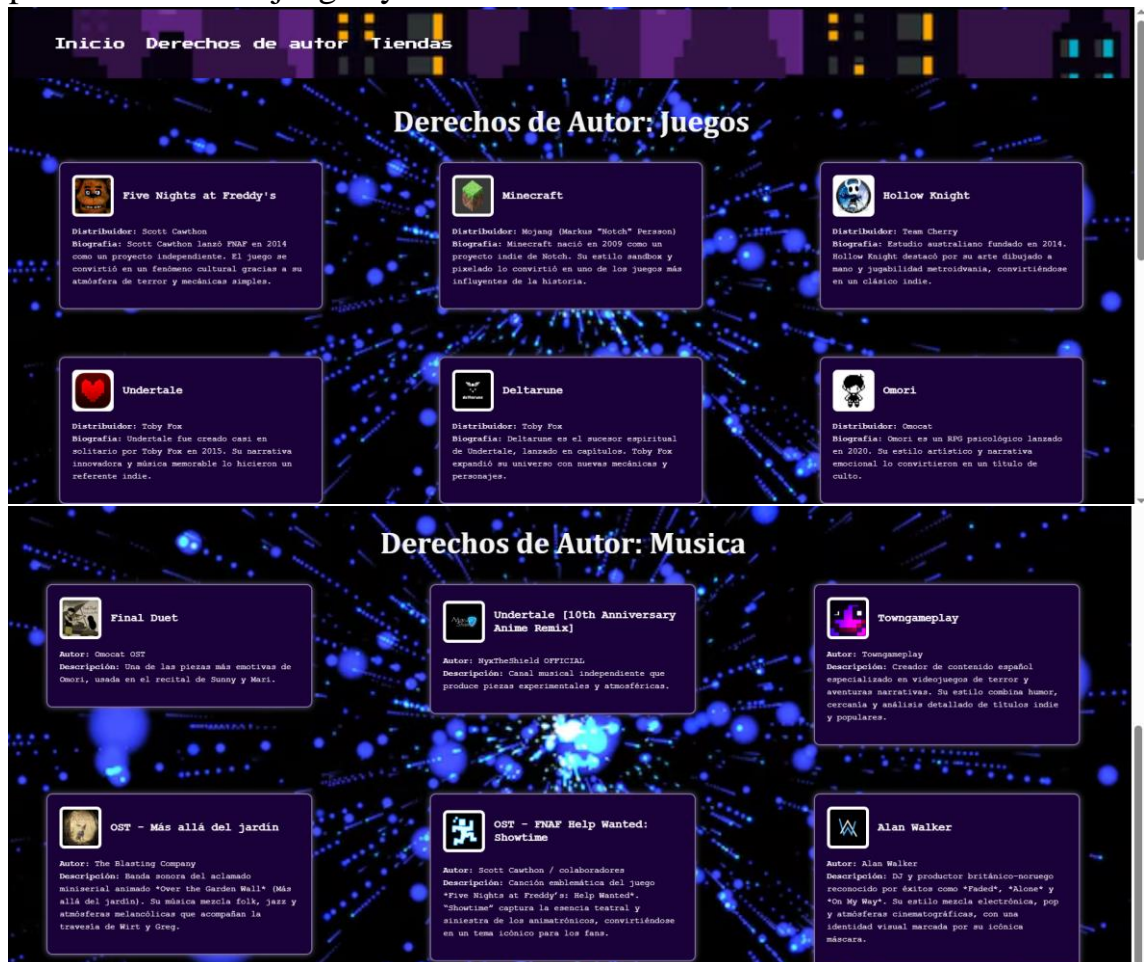 Inicio Derechos de autor Tiendas
Derechos de Autor: Juegos
Five Nights at Freddy's
Distribuidor: Scott Cawthon
Biografía: Scott Cawthon lanzó FNAF en 2014
como un proyecto independiente. El juego se
convirtió en un fenómeno cultural gracias a su
atmósfera de terror y mecánicas simples.
Minecraft
Distribuidor: Mojang (Markus "Notch" Persson)
Biografía: Minecraft nació en 2009 como un
proyecto indie de Notch. Su estilo sandbox y
pixelado lo convirtió en uno de los juegos más
influyentes de la historia.
Hollow Knight
Distribuidor: Team Cherry
Biografía: Estudio australiano fundado en 2014.
Hollow Knight destacó por su arte dibujado a
mano y jugabilidad metroidvania, convirtiéndose
en un clásico indie.
Undertale
Distribuidor: Toby Fox
Biografía: Undertale fue creado casi en
solitario por Toby Fox en 2015. Su narrativa
innovadora y música memorable lo hicieron un
referente indie.
deltarune
Deltarune
Distribuidor: Toby Fox
Biografía: Deltarune es el sucesor espiritual
de Undertale, lanzado en capítulos. Toby Fox
expandió su universo con nuevas mecánicas y
personajes.
Omori
Distribuidor: Omocat
Biografía: Omori es un RPG psicológico lanzado
en 2020. Su estilo artístico y narrativa
emocional lo convirtieron en un título de
culto.
Derechos de Autor: Musica
Final Duet
Autor: Omocat OST
Descripción: Una de las piezas más emotivas de
Omori, usada en el recital de Sunny y Mari.
Undertale [10th Anniversary
Anime Remix]
Autor: NyxTheShield OFFICIAL
Descripción: Canal musical independiente que
produce piezas experimentales y atmosféricas.
Towngameplay
Autor: Towngameplay
Descripción: Creador de contenido español
especializado en videojuegos de terror y
aventuras narrativas. Su estilo combina humor,
cercanía y análisis detallado de títulos indie
y populares.
OST - Más allá del jardín
Autor: The Blasting Company
Descripción: Banda sonora del aclamado
miniserial animado *Over the Garden Wall* (Más
allá del jardín). Su música mezcla folk, jazz y
atmósferas melancólicas que acompañan la
travesía de Wirt y Greg.
OST - FNAF Help Wanted:
Showtime
Autor: Scott Cawthon / colaboradores
Descripción: Canción emblemática del juego
*Five Nights at Freddy's: Help Wanted*.
"Showtime" captura la esencia teatral y
siniestra de los animatrónicos, convirtiéndose
en un tema icónico para los fans.
Alan Walker
Autor: Alan Walker
Descripción: DJ y productor británico-noruego
reconocido por éxitos como *Faded*, *Alone* y
*On My Way*. Su estilo mezcla electrónica, pop
y atmósferas cinematográficas, con una
identidad visual marcada por su icónica
máscara.